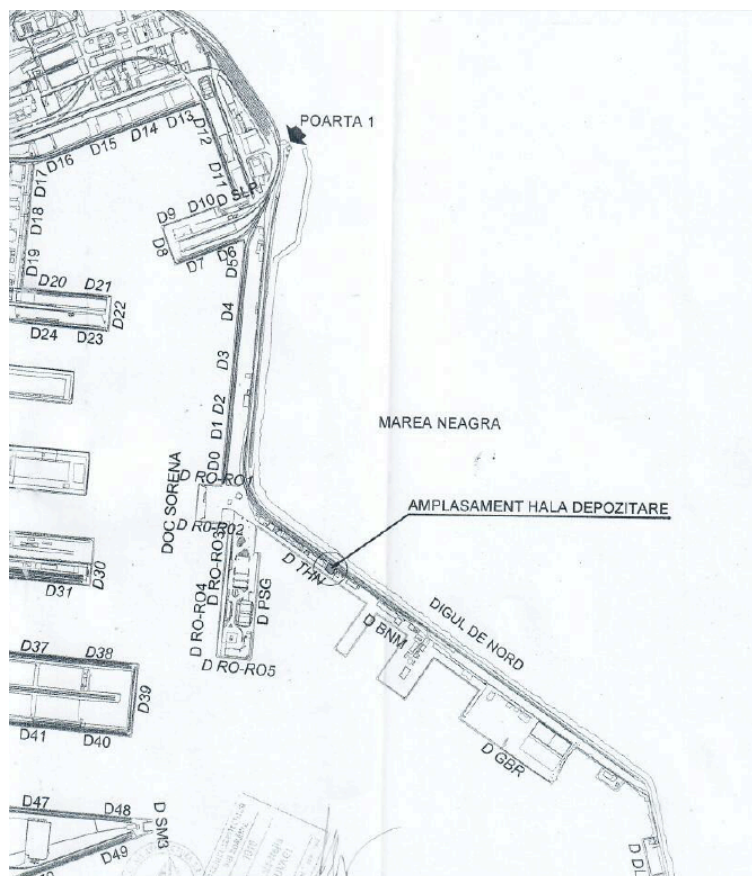 POARTA 1
D13
D14
D15
D16
D12
D17
D11
D18
D SLP
D10
D9
D8
D7
D6
D5
D19
D20
D21
D22
D24
D23
D4
D3
D2
D1
D0
MAREA NEAGRA
D RO-RO1
DOC SORENA
AMPLASAMENT HALA DEPOZITARE
D RO-RO2
D RO-RO3
D THN
D30
D31
D RO-RO4
D PSG
DIGUL DE NORD
D BNM
D RO-RO5
D37
D38
D39
D41
D40
D GBR
D47
D48
D SM3
D49